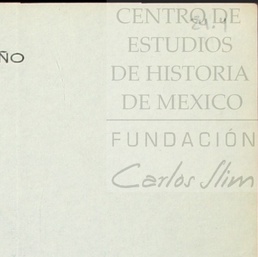 CENTRO DE
ESTUDIOS
ÑO
DE HISTORIA
DE MEXICO
FUNDACIÓN
Carlos Slim